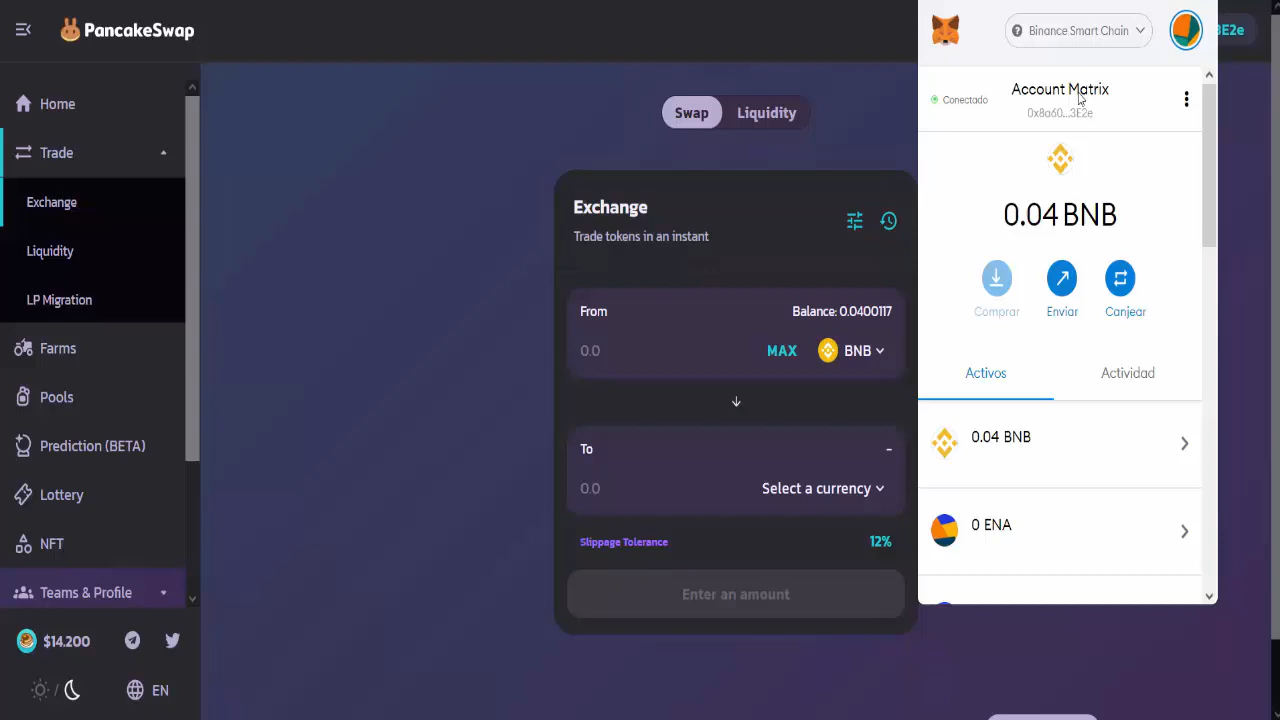 PancakeSwap
Home
Trade
Exchange
Liquidity
LP Migration
Farms
Pools
Prediction (BETA)
Lottery
NFT
Teams & Profile
$14.200
EN
Swap
Liquidity
Exchange
Trade tokens in an instant
From
Balance: 0.0400117
0.0
MAX
BNB
To
-
0.0
Select a currency
Slippage Tolerance
12%
Enter an amount
Binance Smart Chain
3E2e
Conectado
Account Matrix
0x8a60...3E2e
0.04 BNB
Comprar
Enviar
Canjear
Activos
Actividad
0.04 BNB
0 ENA